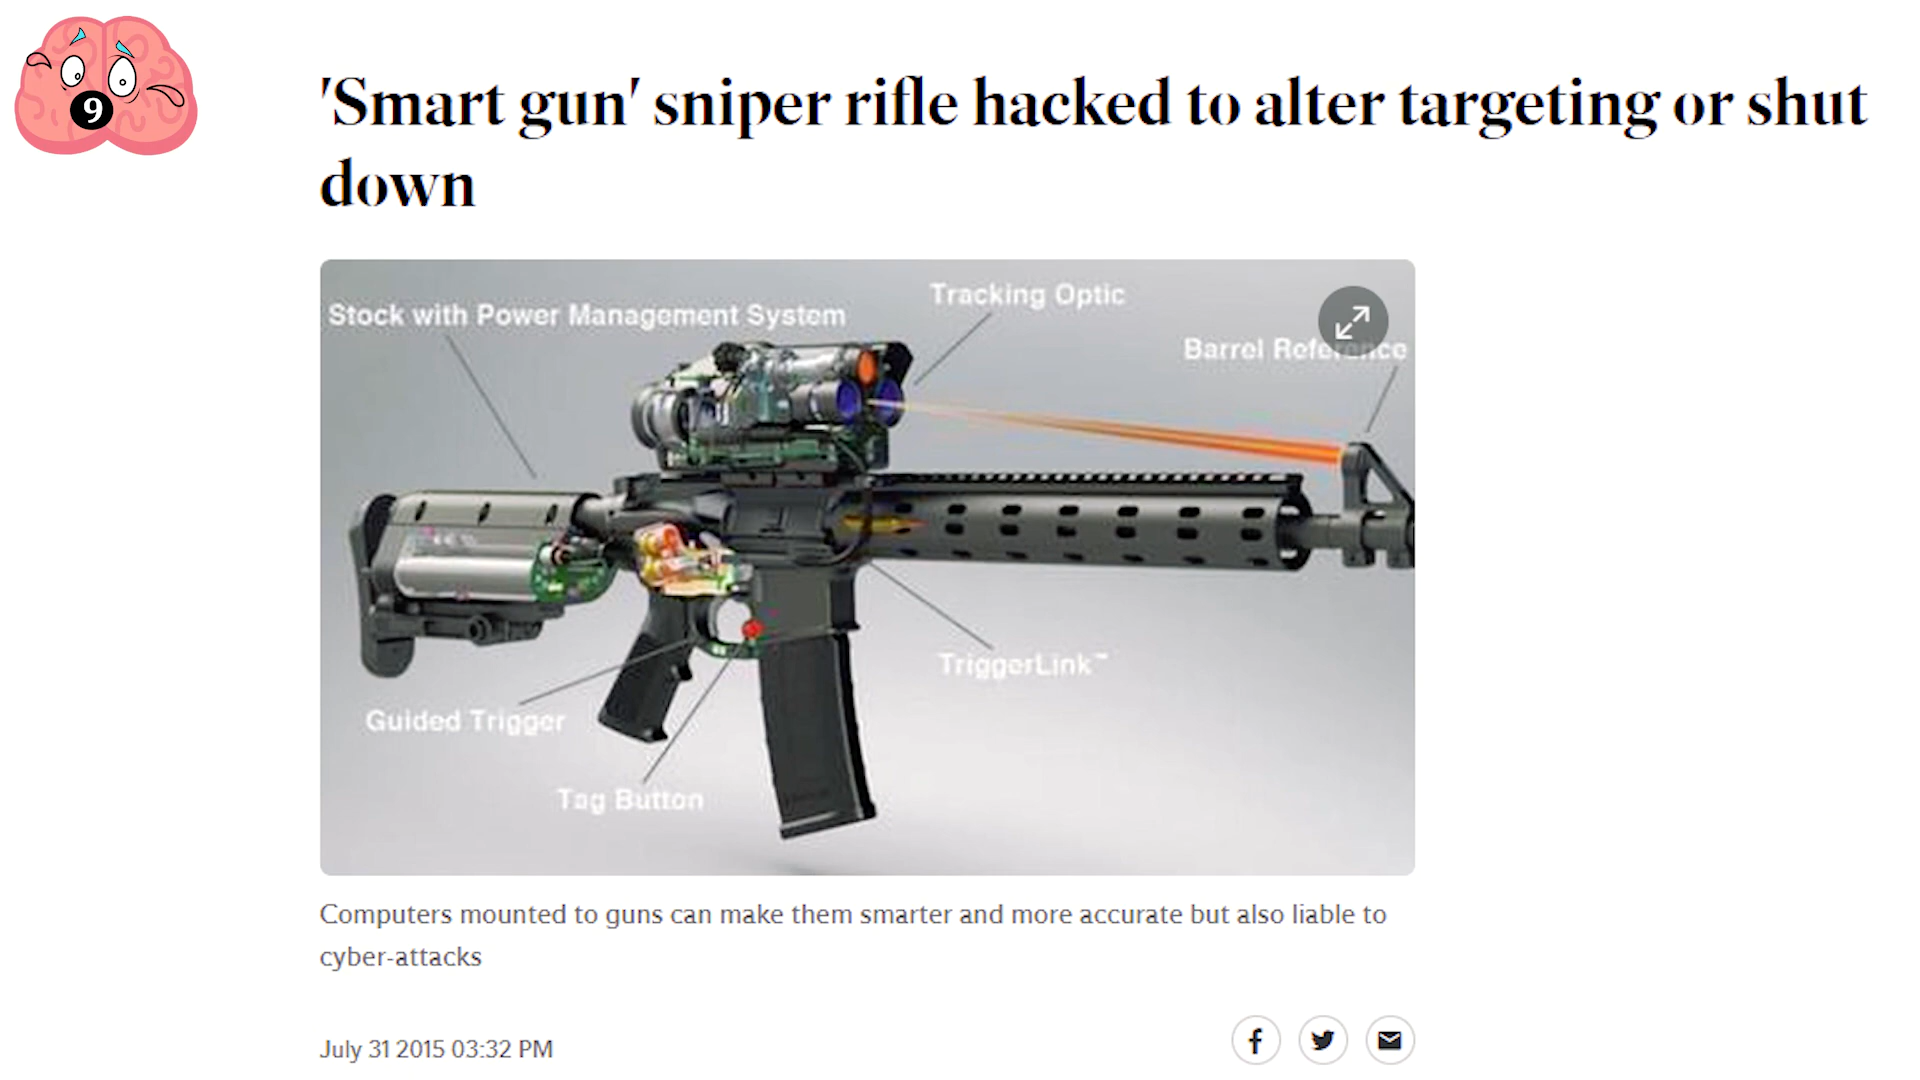 9
'Smart gun' sniper rifle hacked to alter targeting or shut
down
Stock with Power Management System
Tracking Optic
Barrel Reference
TriggerLink™
Guided Trigger
Tag Button
Computers mounted to guns can make them smarter and more accurate but also liable to
cyber-attacks
July 31 2015 03:32 PM